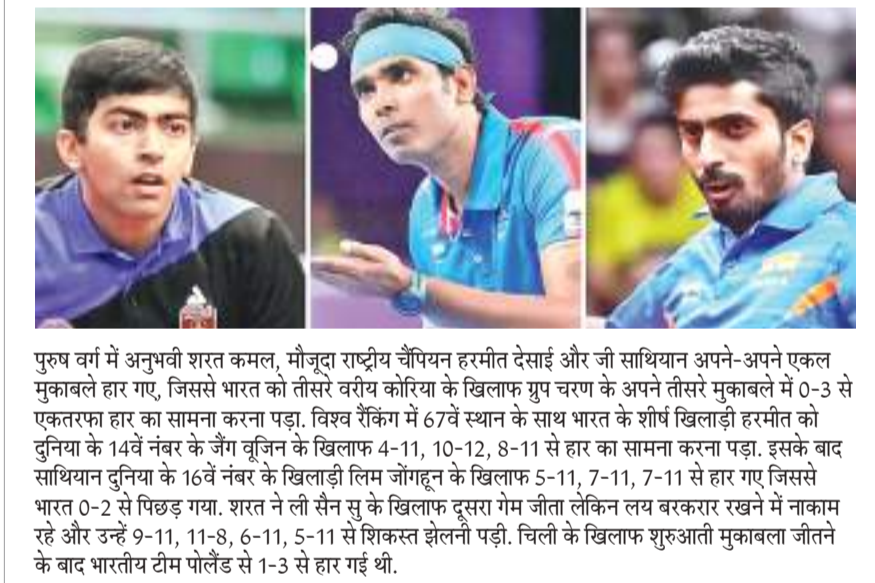 पुरुष वर्ग में अनुभवी शरत कमल, मौजूदा राष्ट्रीय चैंपियन हरमीत देसाई और जी साथियान अपने-अपने एकल
मुकाबले हार गए, जिससे भारत को तीसरे वरीय कोरिया के खिलाफ ग्रुप चरण के अपने तीसरे मुकाबले में 0-3 से
एकतरफा हार का सामना करना पड़ा. विश्व रैंकिंग में 67वें स्थान के साथ भारत के शीर्ष खिलाड़ी हरमीत को
दुनिया के 14वें नंबर के जैंग वूजिन के खिलाफ 4-11, 10-12, 8-11 से हार का सामना करना पड़ा. इसके बाद
साथियान दुनिया के 16वें नंबर के खिलाड़ी लिम जोंगहून के खिलाफ 5-11, 7-11, 7-11 से हार गए जिससे
भारत 0-2 से पिछड़ गया. शरत ने ली सैन सु के खिलाफ दूसरा गेम जीता लेकिन लय बरकरार रखने में नाकाम
रहे और उन्हें 9-11, 11-8, 6-11, 5-11 से शिकस्त झेलनी पड़ी. चिली के खिलाफ शुरुआती मुकाबला जीतने
के बाद भारतीय टीम पोलैंड से 1-3 से हार गई थी.